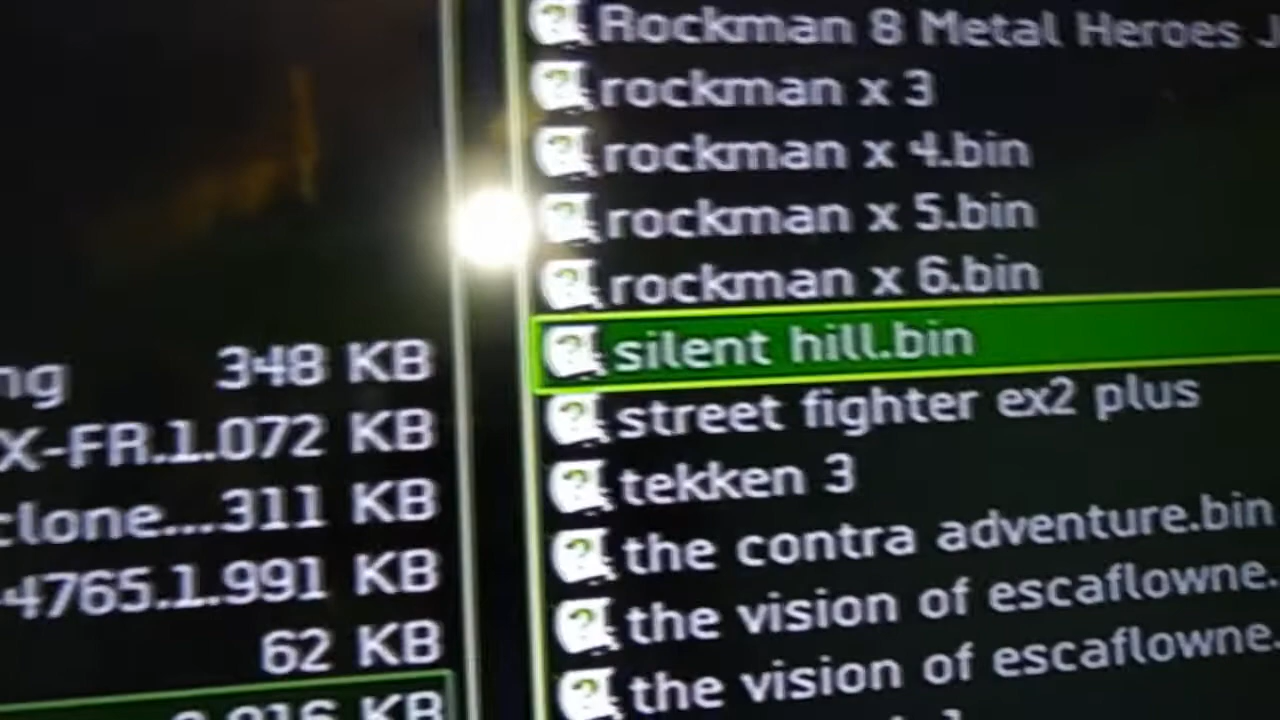 Rockman 8 Metal Heroes J
rockman x 3
rockman x 4.bin
rockman x 5.bin
rockman x 6.bin
silent hill.bin
street fighter ex2 plus
tekken 3
the contra adventure.bin
the vision of escaflowne.
the vision of escaflowne.
ng 348 KB
X-FR.1.072 KB
clone...311 KB
-4765.1.991 KB
62 KB
KB